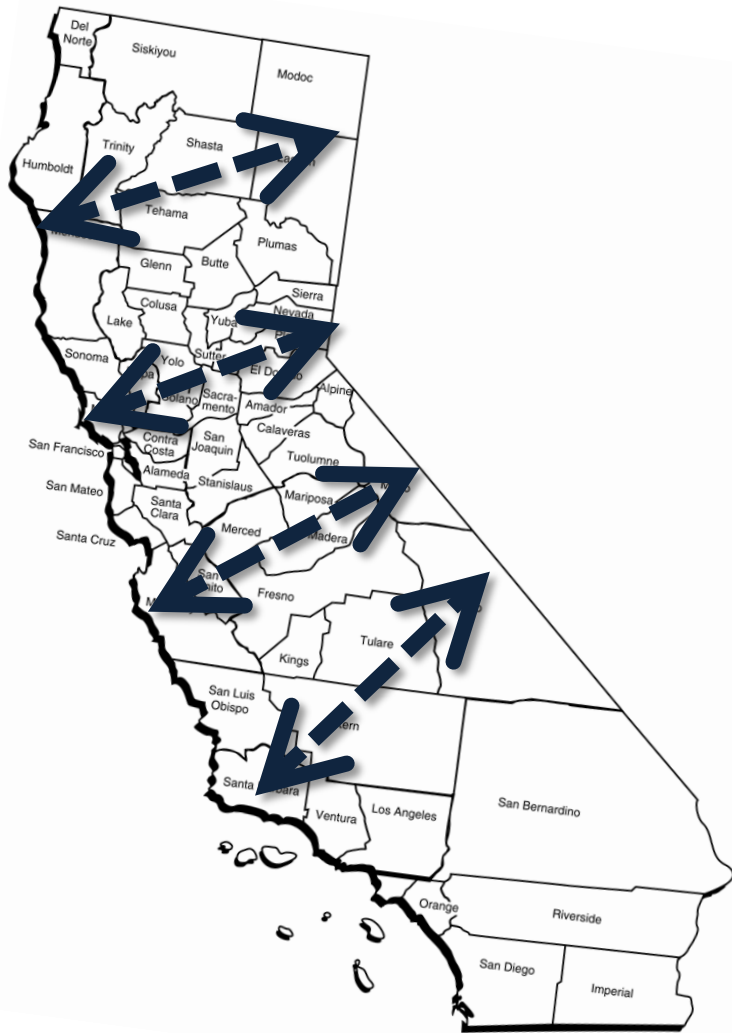 Del
Norte
Siskiyou
Modoc
Trinity
Shasta
Humboldt
Tehama
Plumas
Glenn
Butte
Sierra
Colusa
Nevada
Lake
Yuba
Sutter
Sonoma
Yolo
Alpine
Sacra-
mento
Amador
Calaveras
Contra
Costa
San
Joaquin
San Francisco
Tuolumne
Alameda
Stanislaus
San Mateo
Mariposa
Santa
Clara
Merced
Madera
Santa Cruz
San
Fresno
Tulare
Kings
San Luis
Obispo
Santa
Ventura
Los Angeles
San Bernardino
Orange
Riverside
San Diego
Imperial